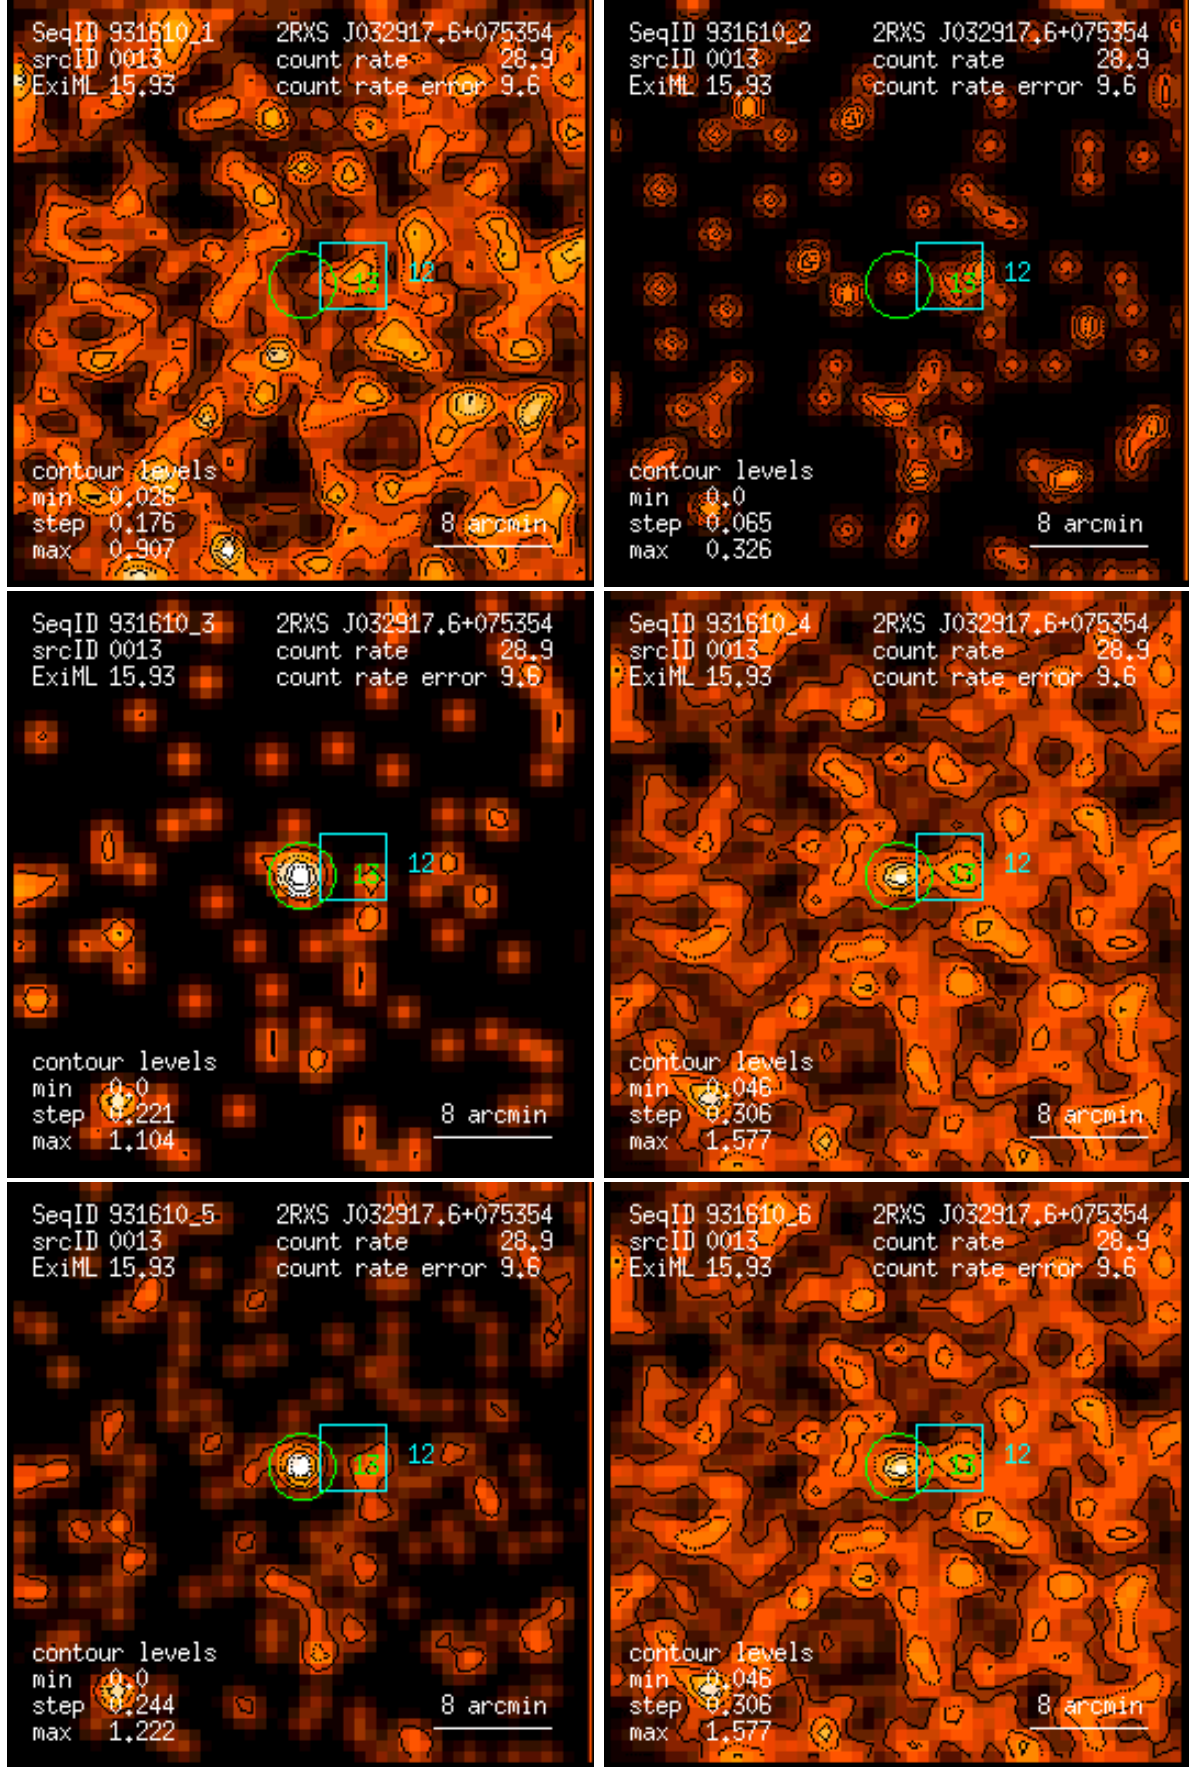 SeqID 931610_1 2RXS J032917.6+075354
srcID 0013 count rate 28.9
ExiML 15.93 count rate error 9.6
13 12
contour levels
min 0.026
step 0.176
max 0.907
8 arcmin
SeqID 931610_2 2RXS J032917.6+075354
srcID 0013 count rate 28.9
ExiML 15.93 count rate error 9.6
13 12
contour levels
min 0.0
step 0.065
max 0.326
8 arcmin
SeqID 931610_3 2RXS J032917.6+075354
srcID 0013 count rate 28.9
ExiML 15.93 count rate error 9.6
13 12
contour levels
min 0.0
step 0.221
max 1.104
8 arcmin
SeqID 931610_4 2RXS J032917.6+075354
srcID 0013 count rate 28.9
ExiML 15.93 count rate error 9.6
13 12
contour levels
min 0.046
step 0.306
max 1.577
8 arcmin
SeqID 931610_5 2RXS J032917.6+075354
srcID 0013 count rate 28.9
ExiML 15.93 count rate error 9.6
13 12
contour levels
min 0.0
step 0.244
max 1.222
8 arcmin
SeqID 931610_6 2RXS J032917.6+075354
srcID 0013 count rate 28.9
ExiML 15.93 count rate error 9.6
13 12
contour levels
min 0.046
step 0.306
max 1.577
8 arcmin